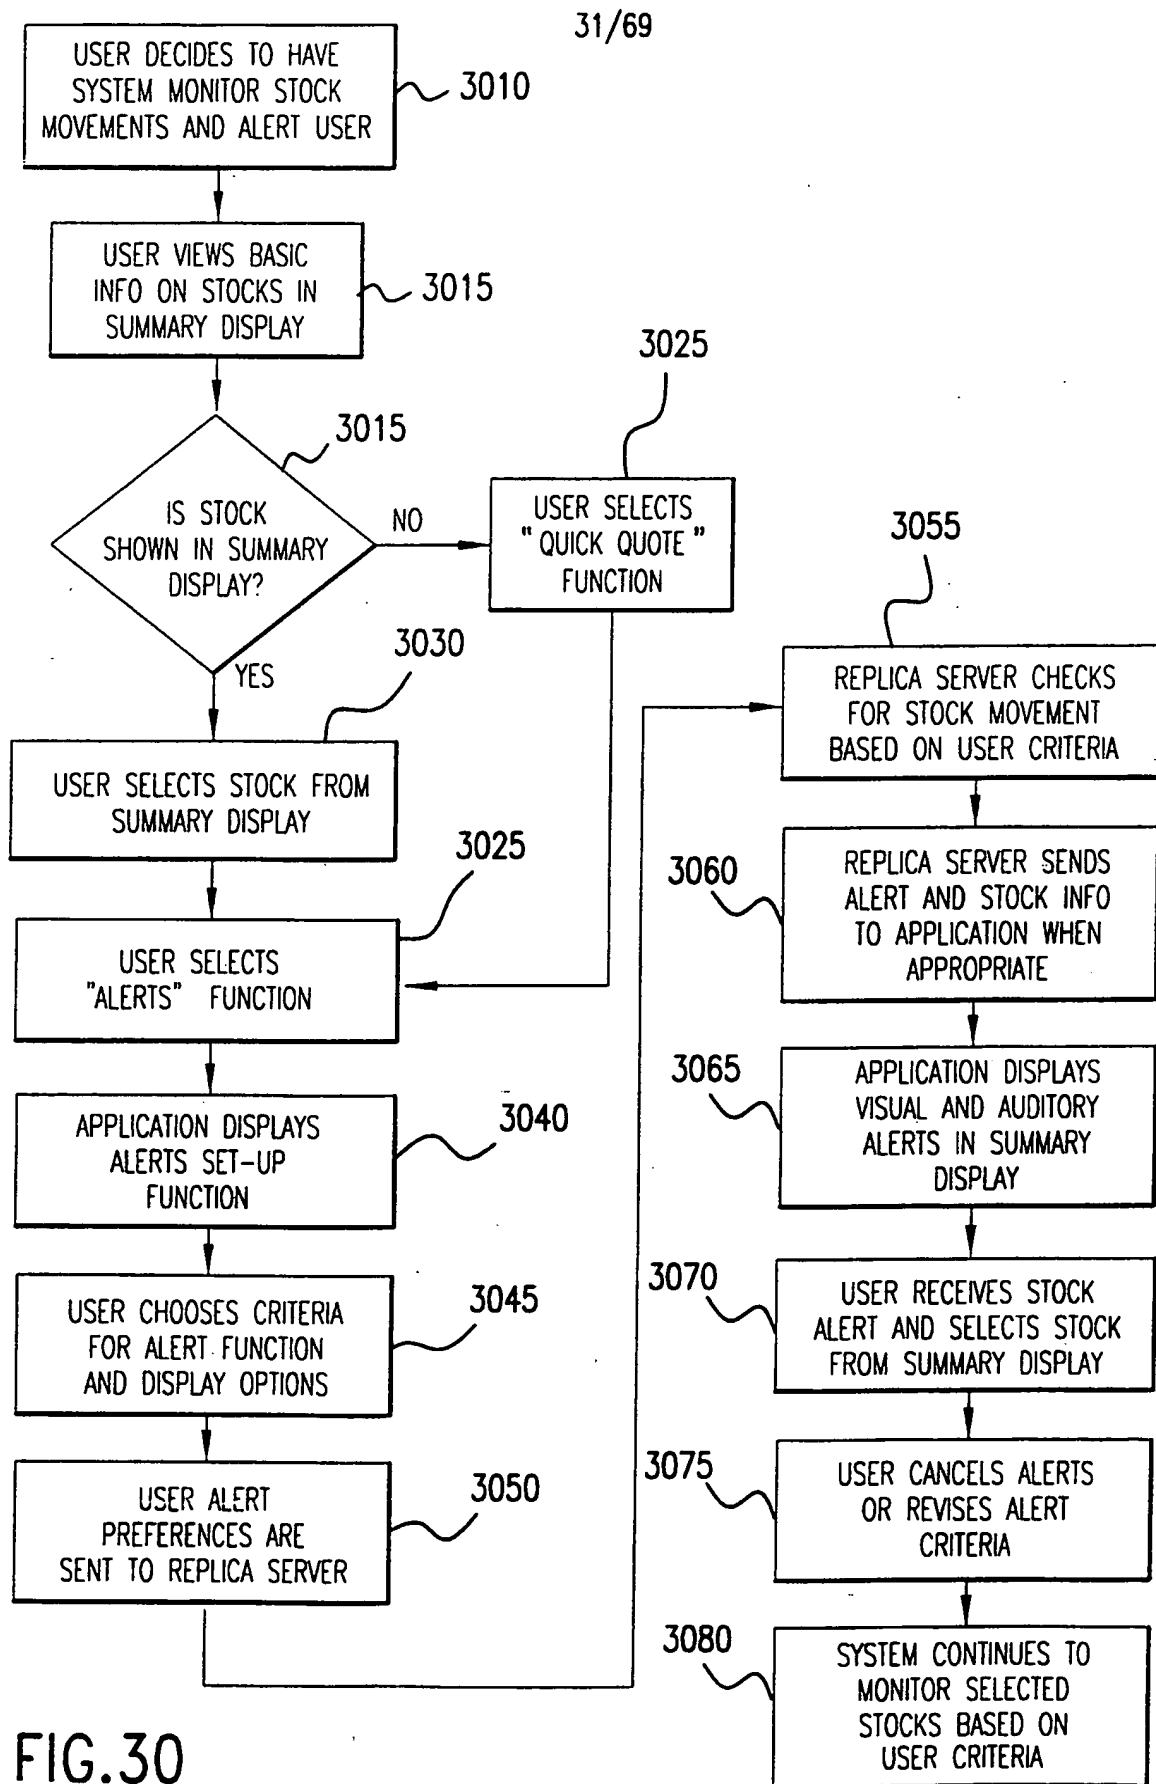 31/69
USER DECIDES TO HAVE
SYSTEM MONITOR STOCK
MOVEMENTS AND ALERT USER
3010
USER VIEWS BASIC
INFO ON STOCKS IN
SUMMARY DISPLAY
3015
IS STOCK
SHOWN IN SUMMARY
DISPLAY?
3015
NO
YES
3025
USER SELECTS
"QUICK QUOTE"
FUNCTION
3030
USER SELECTS STOCK FROM
SUMMARY DISPLAY
3025
USER SELECTS
"ALERTS" FUNCTION
APPLICATION DISPLAYS
ALERTS SET-UP
FUNCTION
3040
USER CHOOSES CRITERIA
FOR ALERT FUNCTION
AND DISPLAY OPTIONS
3045
USER ALERT
PREFERENCES ARE
SENT TO REPLICA SERVER
3050
3055
REPLICA SERVER CHECKS
FOR STOCK MOVEMENT
BASED ON USER CRITERIA
3060
REPLICA SERVER SENDS
ALERT AND STOCK INFO
TO APPLICATION WHEN
APPROPRIATE
3065
APPLICATION DISPLAYS
VISUAL AND AUDITORY
ALERTS IN SUMMARY
DISPLAY
3070
USER RECEIVES STOCK
ALERT AND SELECTS STOCK
FROM SUMMARY DISPLAY
3075
USER CANCELS ALERTS
OR REVISES ALERT
CRITERIA
3080
SYSTEM CONTINUES TO
MONITOR SELECTED
STOCKS BASED ON
USER CRITERIA
FIG.30